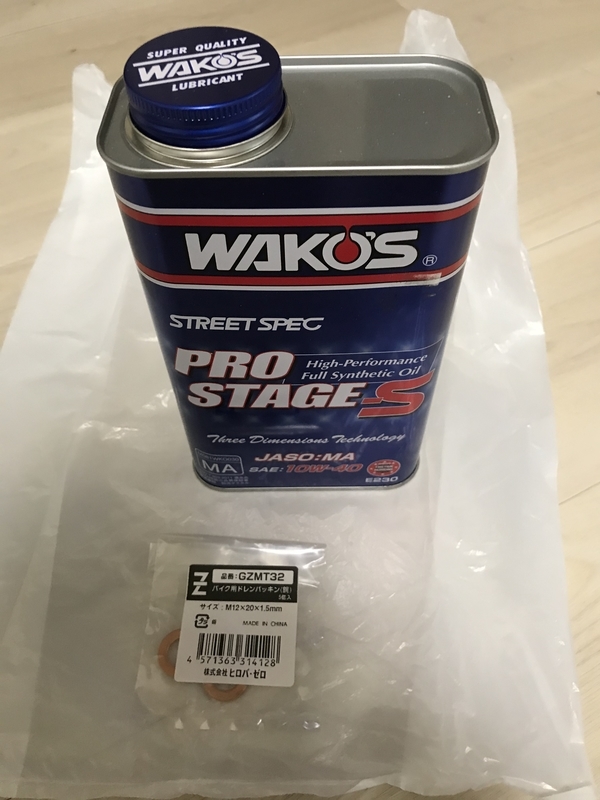 SUPER QUALITY
WAKO'S
LUBRICANT
WAKO'S ®
STREET SPEC
PRO
STAGE-S
High-Performance
Full Synthetic Oil
Three Dimensions Technology
JASO:MA
MA
SAE: 10W-40
E230
品番:GZMT32
バイク用ドレンパッキン(銅)
サイズ:M12×20×1.5mm
MADE IN CHINA
4 571363 314128
株式会社 ヒロバ・ゼロ